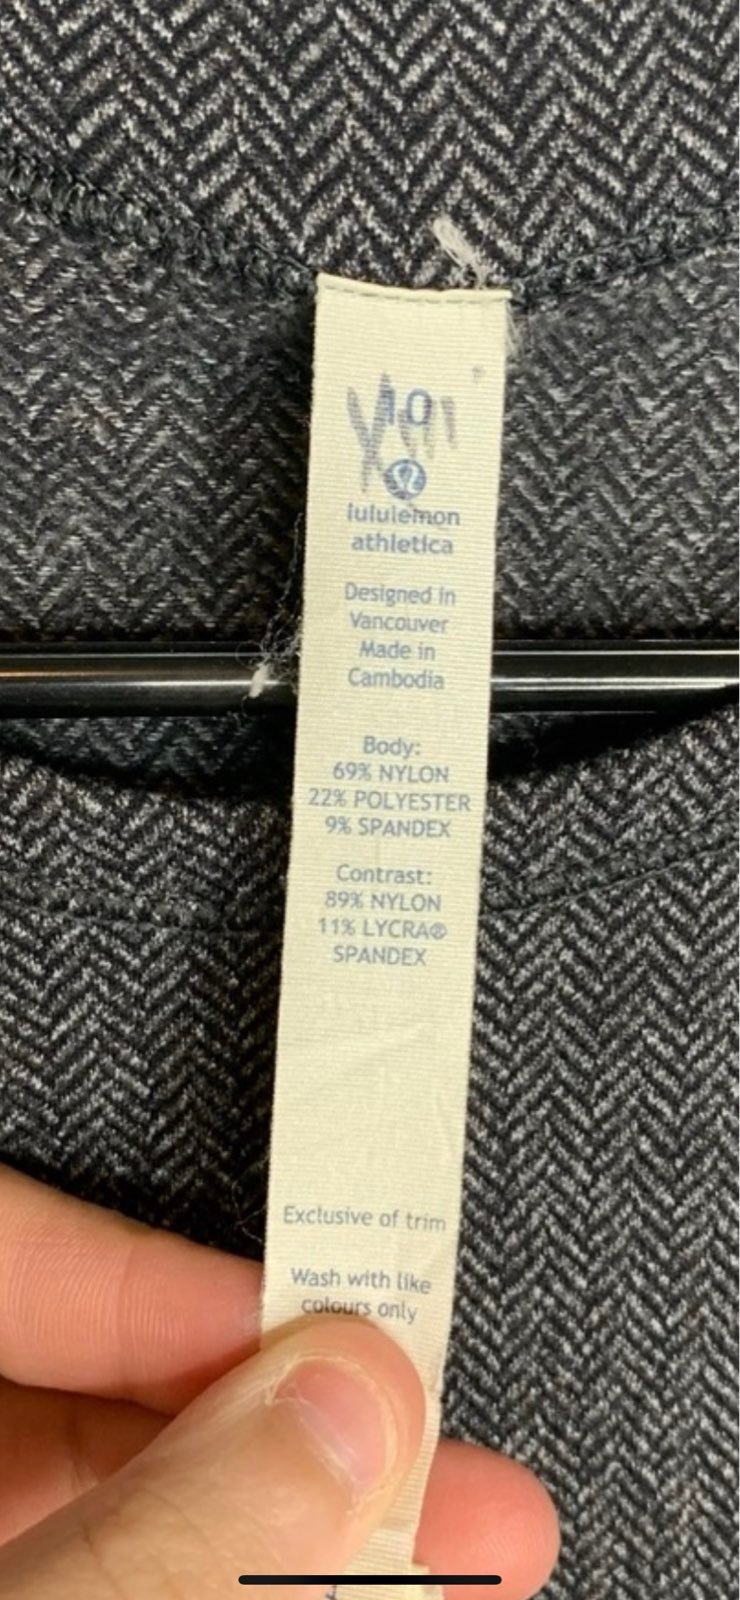 10
lululemon
athletica
Designed in
Vancouver
Made in
Cambodia
Body:
69% NYLON
22% POLYESTER
9% SPANDEX
Contrast:
89% NYLON
11% LYCRA®
SPANDEX
Exclusive of trim
Wash with like
colours only